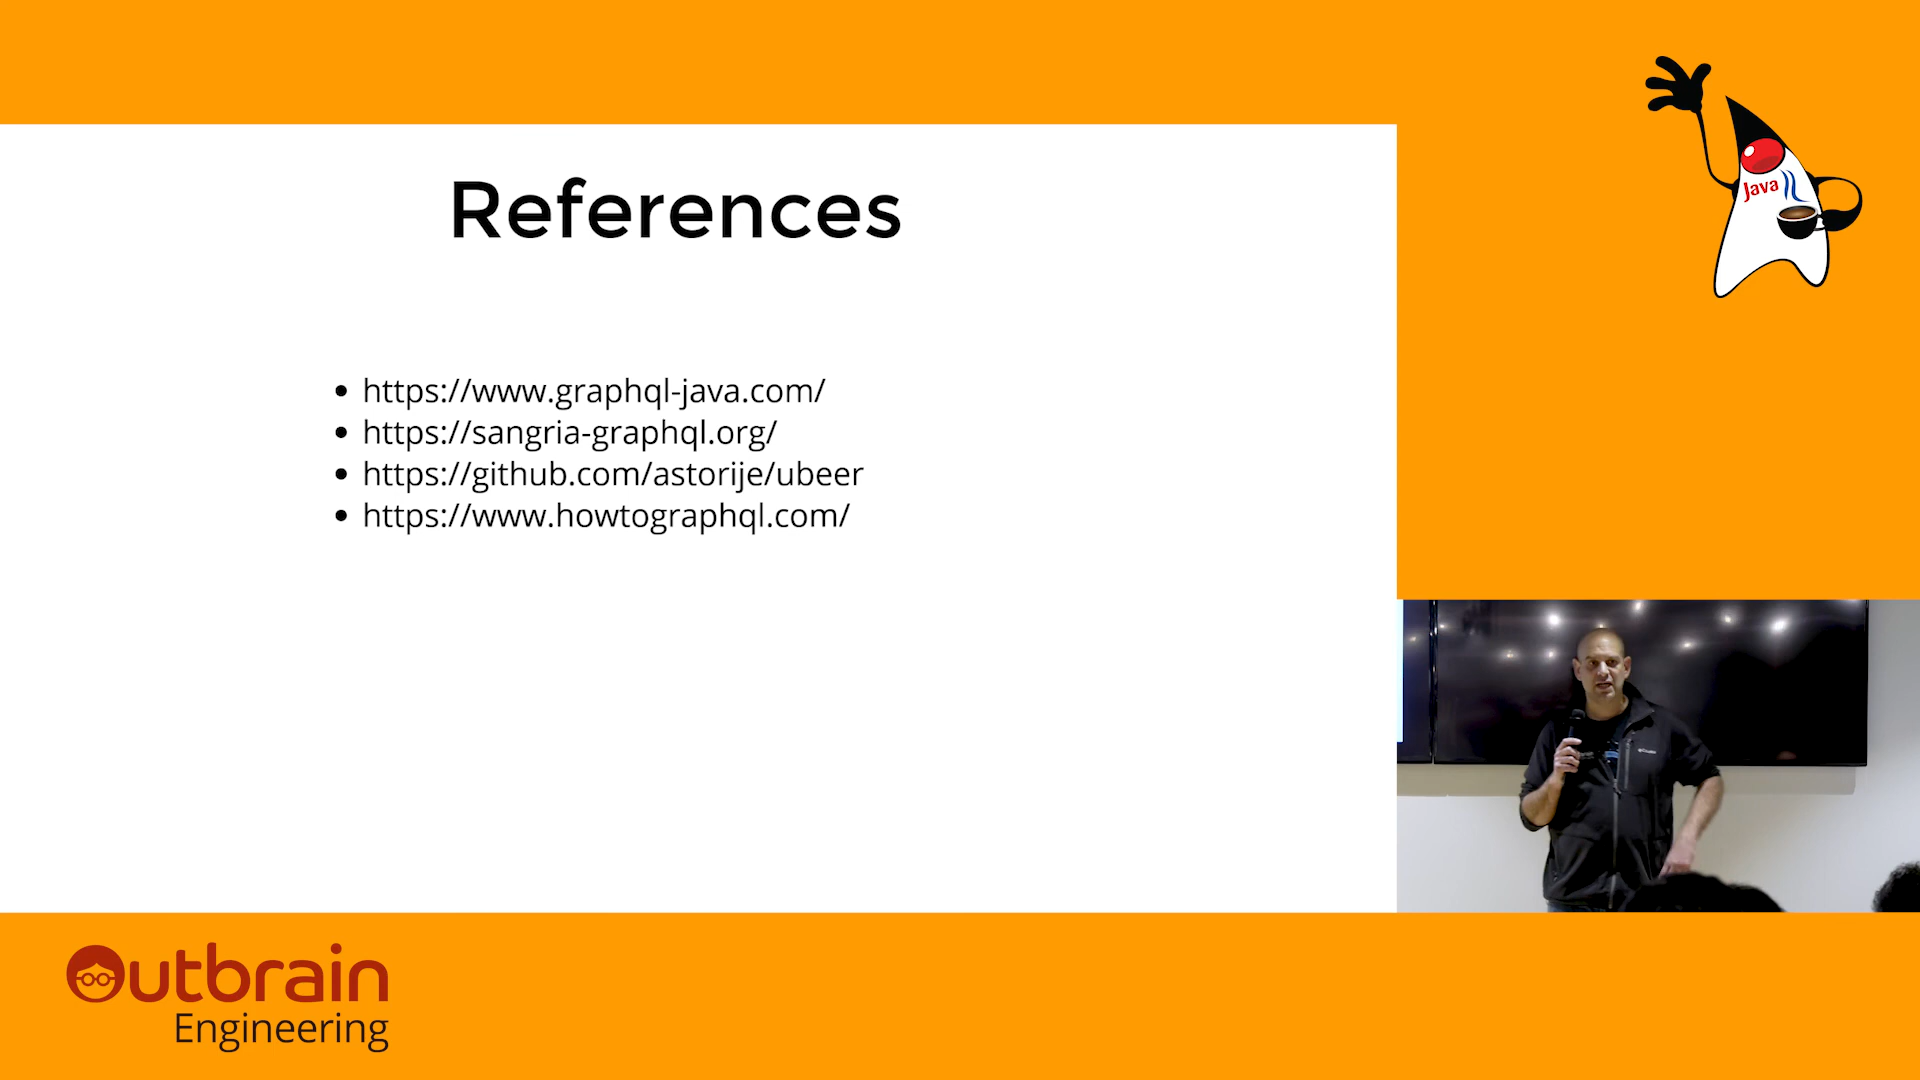 References
https://www.graphql-java.com/
https://sangria-graphql.org/
https://github.com/astorije/ubeer
https://www.howtographql.com/
Java
Outbrain
Engineering